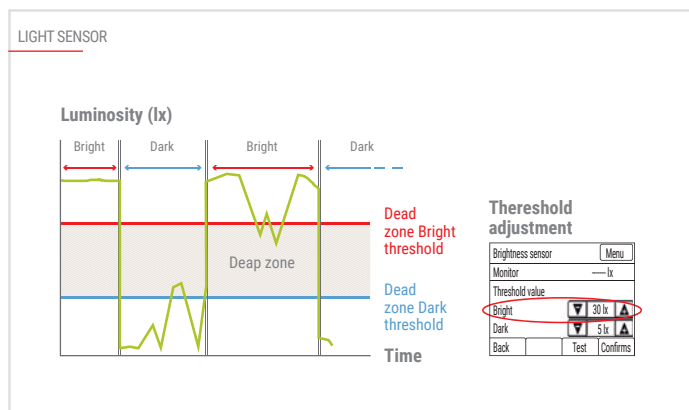 LIGHT SENSOR
Luminosity (lx)
Bright Dark Bright Dark
Dead
zone Bright
threshold
Deap zone
Dead
zone Dark
threshold
Time
Thereshold
adjustment
Brightness sensor Menu
Monitor ---- lx
Threshold value
Bright 30 lx
Dark 5 lx
Back Test Confirms